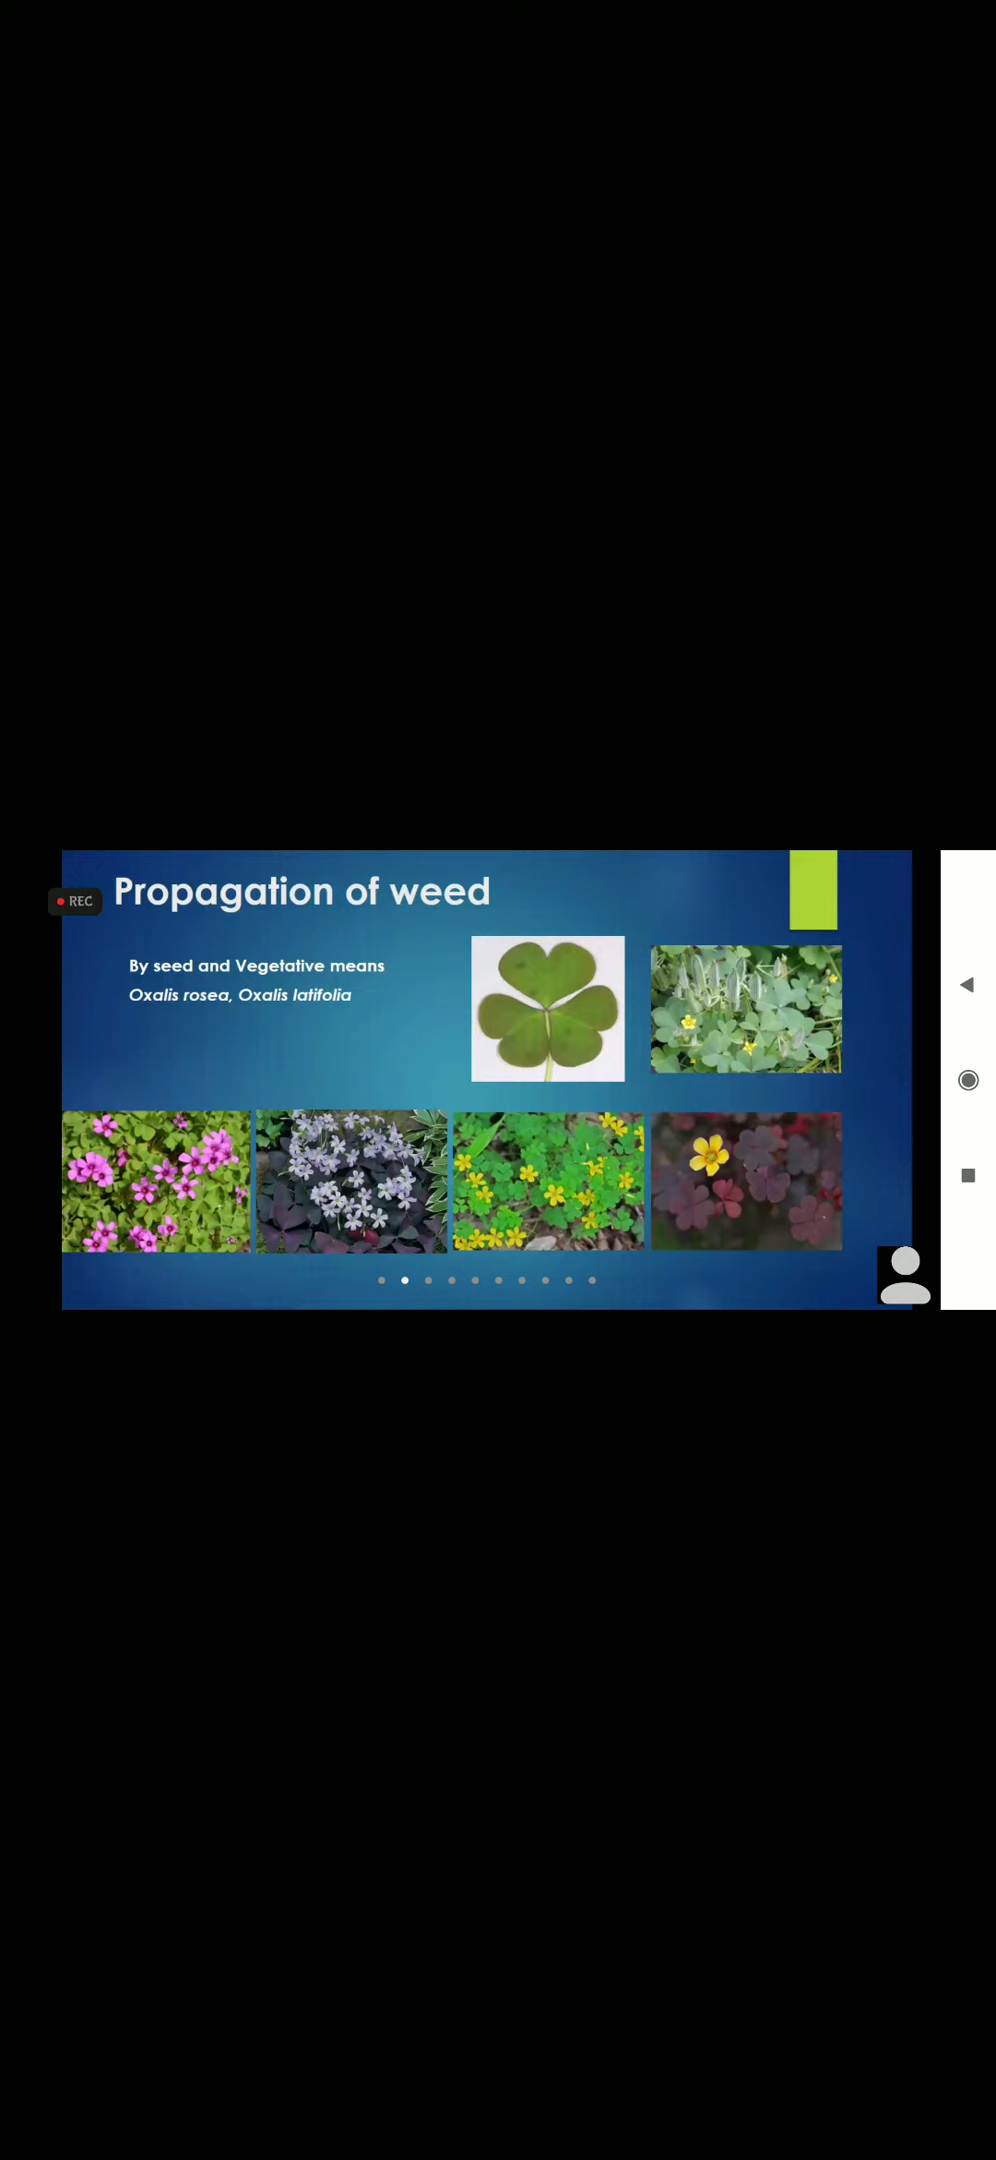 Propagation of weed
REC
By seed and Vegetative means
Oxalis rosea, Oxalis latifolia